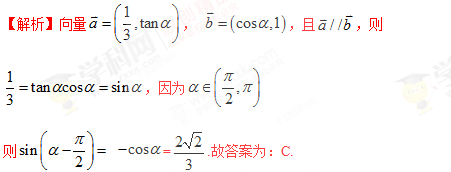 【解析】向量 a̅=(1/3,tanα), b̅=(cosα,1), 且 a̅//b̅, 则
1/3=tanαcosα=sinα, 因为 α∈(π/2,π)
则 sin(α-π/2)= -cosα=2√2/3.故答案为：C.